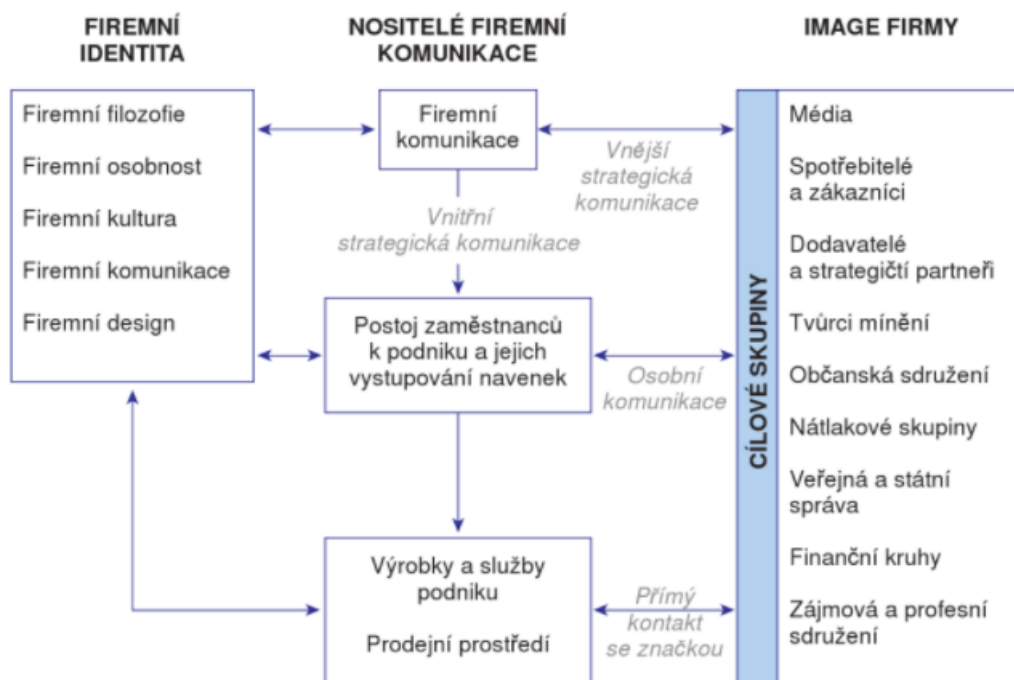 FIREMNÍ
IDENTITA
NOSITELÉ FIREMNÍ
KOMUNIKACE
IMAGE FIRMY
Firemní filozofie
Firemní osobnost
Firemní kultura
Firemní komunikace
Firemní design
Firemní
komunikace
Vnější
strategická
komunikace
Vnitřní
strategická komunikace
Postoj zaměstnanců
k podniku a jejich
vystupování navenek
Osobní
komunikace
Výrobky a služby
podniku
Prodejní prostředí
Přímý
kontakt
se značkou
CÍLOVÉ SKUPINY
Média
Spotřebitelé
a zákazníci
Dodavatelé
a strategičtí partneři
Tvůrci mínění
Občanská sdružení
Nátlakové skupiny
Veřejná a státní
správa
Finanční kruhy
Zájmová a profesní
sdružení